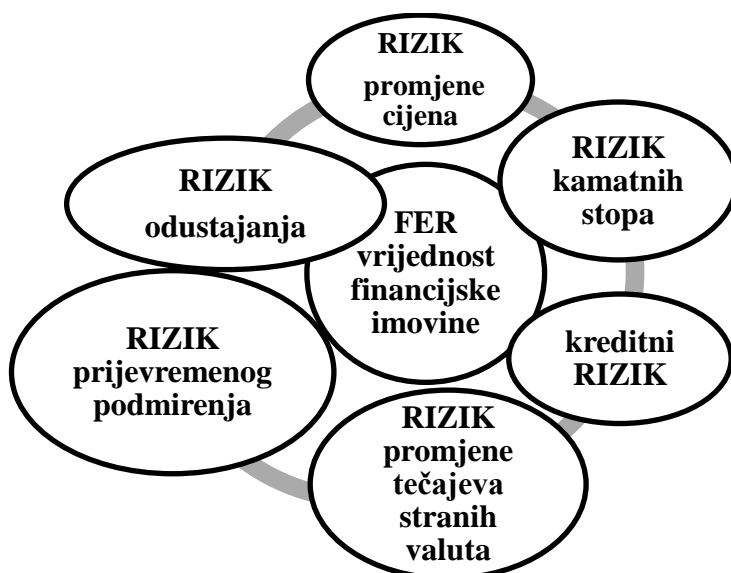 RIZIK
promjene
cijena
RIZIK
kamatnih
stopa
RIZIK
odustajanja
FER
vrijednost
financijske
imovine
kreditni
RIZIK
RIZIK
prijevremenog
podmirenja
RIZIK
promjene
tečajeva
stranih
valuta